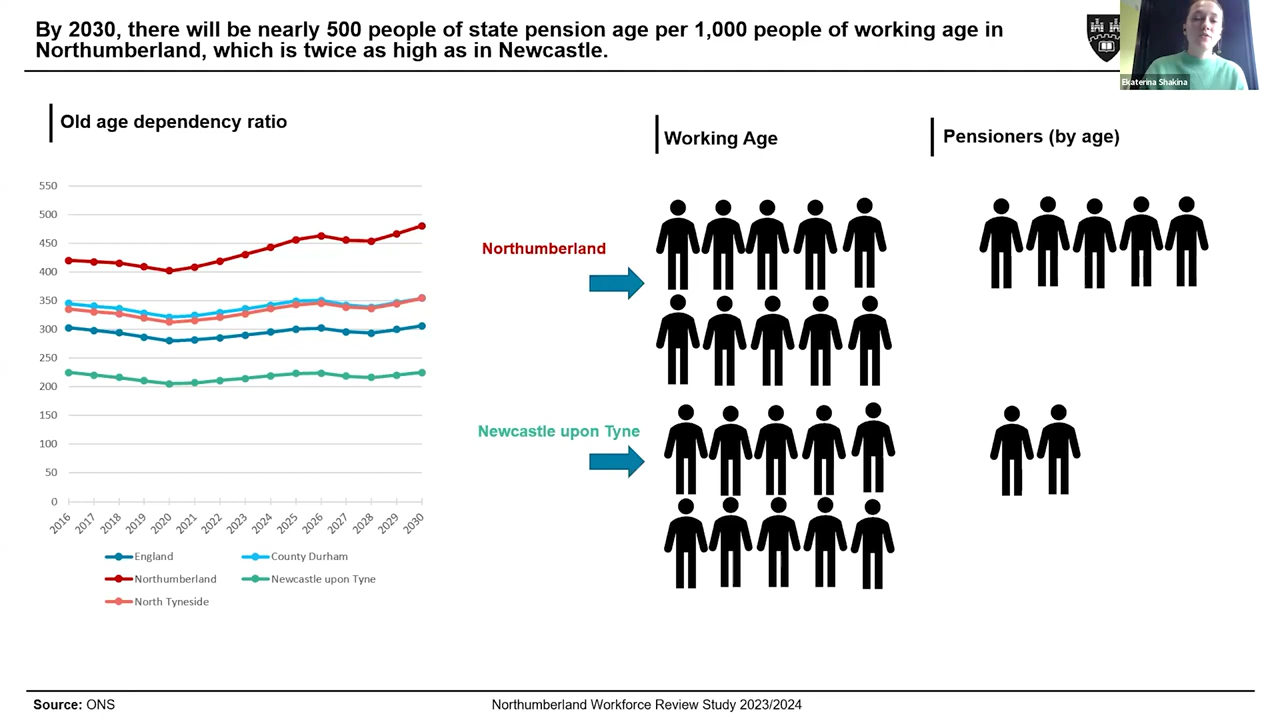 By 2030, there will be nearly 500 people of state pension age per 1,000 people of working age in
Northumberland, which is twice as high as in Newcastle.
Ekaterina Shakina
Old age dependency ratio
Working Age
Pensioners (by age)
550
500
450
400
350
300
250
200
150
100
50
0
2016
2017
2018
2019
2020
2021
2022
2023
2024
2025
2026
2027
2028
2029
2030
England
County Durham
Northumberland
Newcastle upon Tyne
North Tyneside
Northumberland
Newcastle upon Tyne
Source: ONS
Northumberland Workforce Review Study 2023/2024